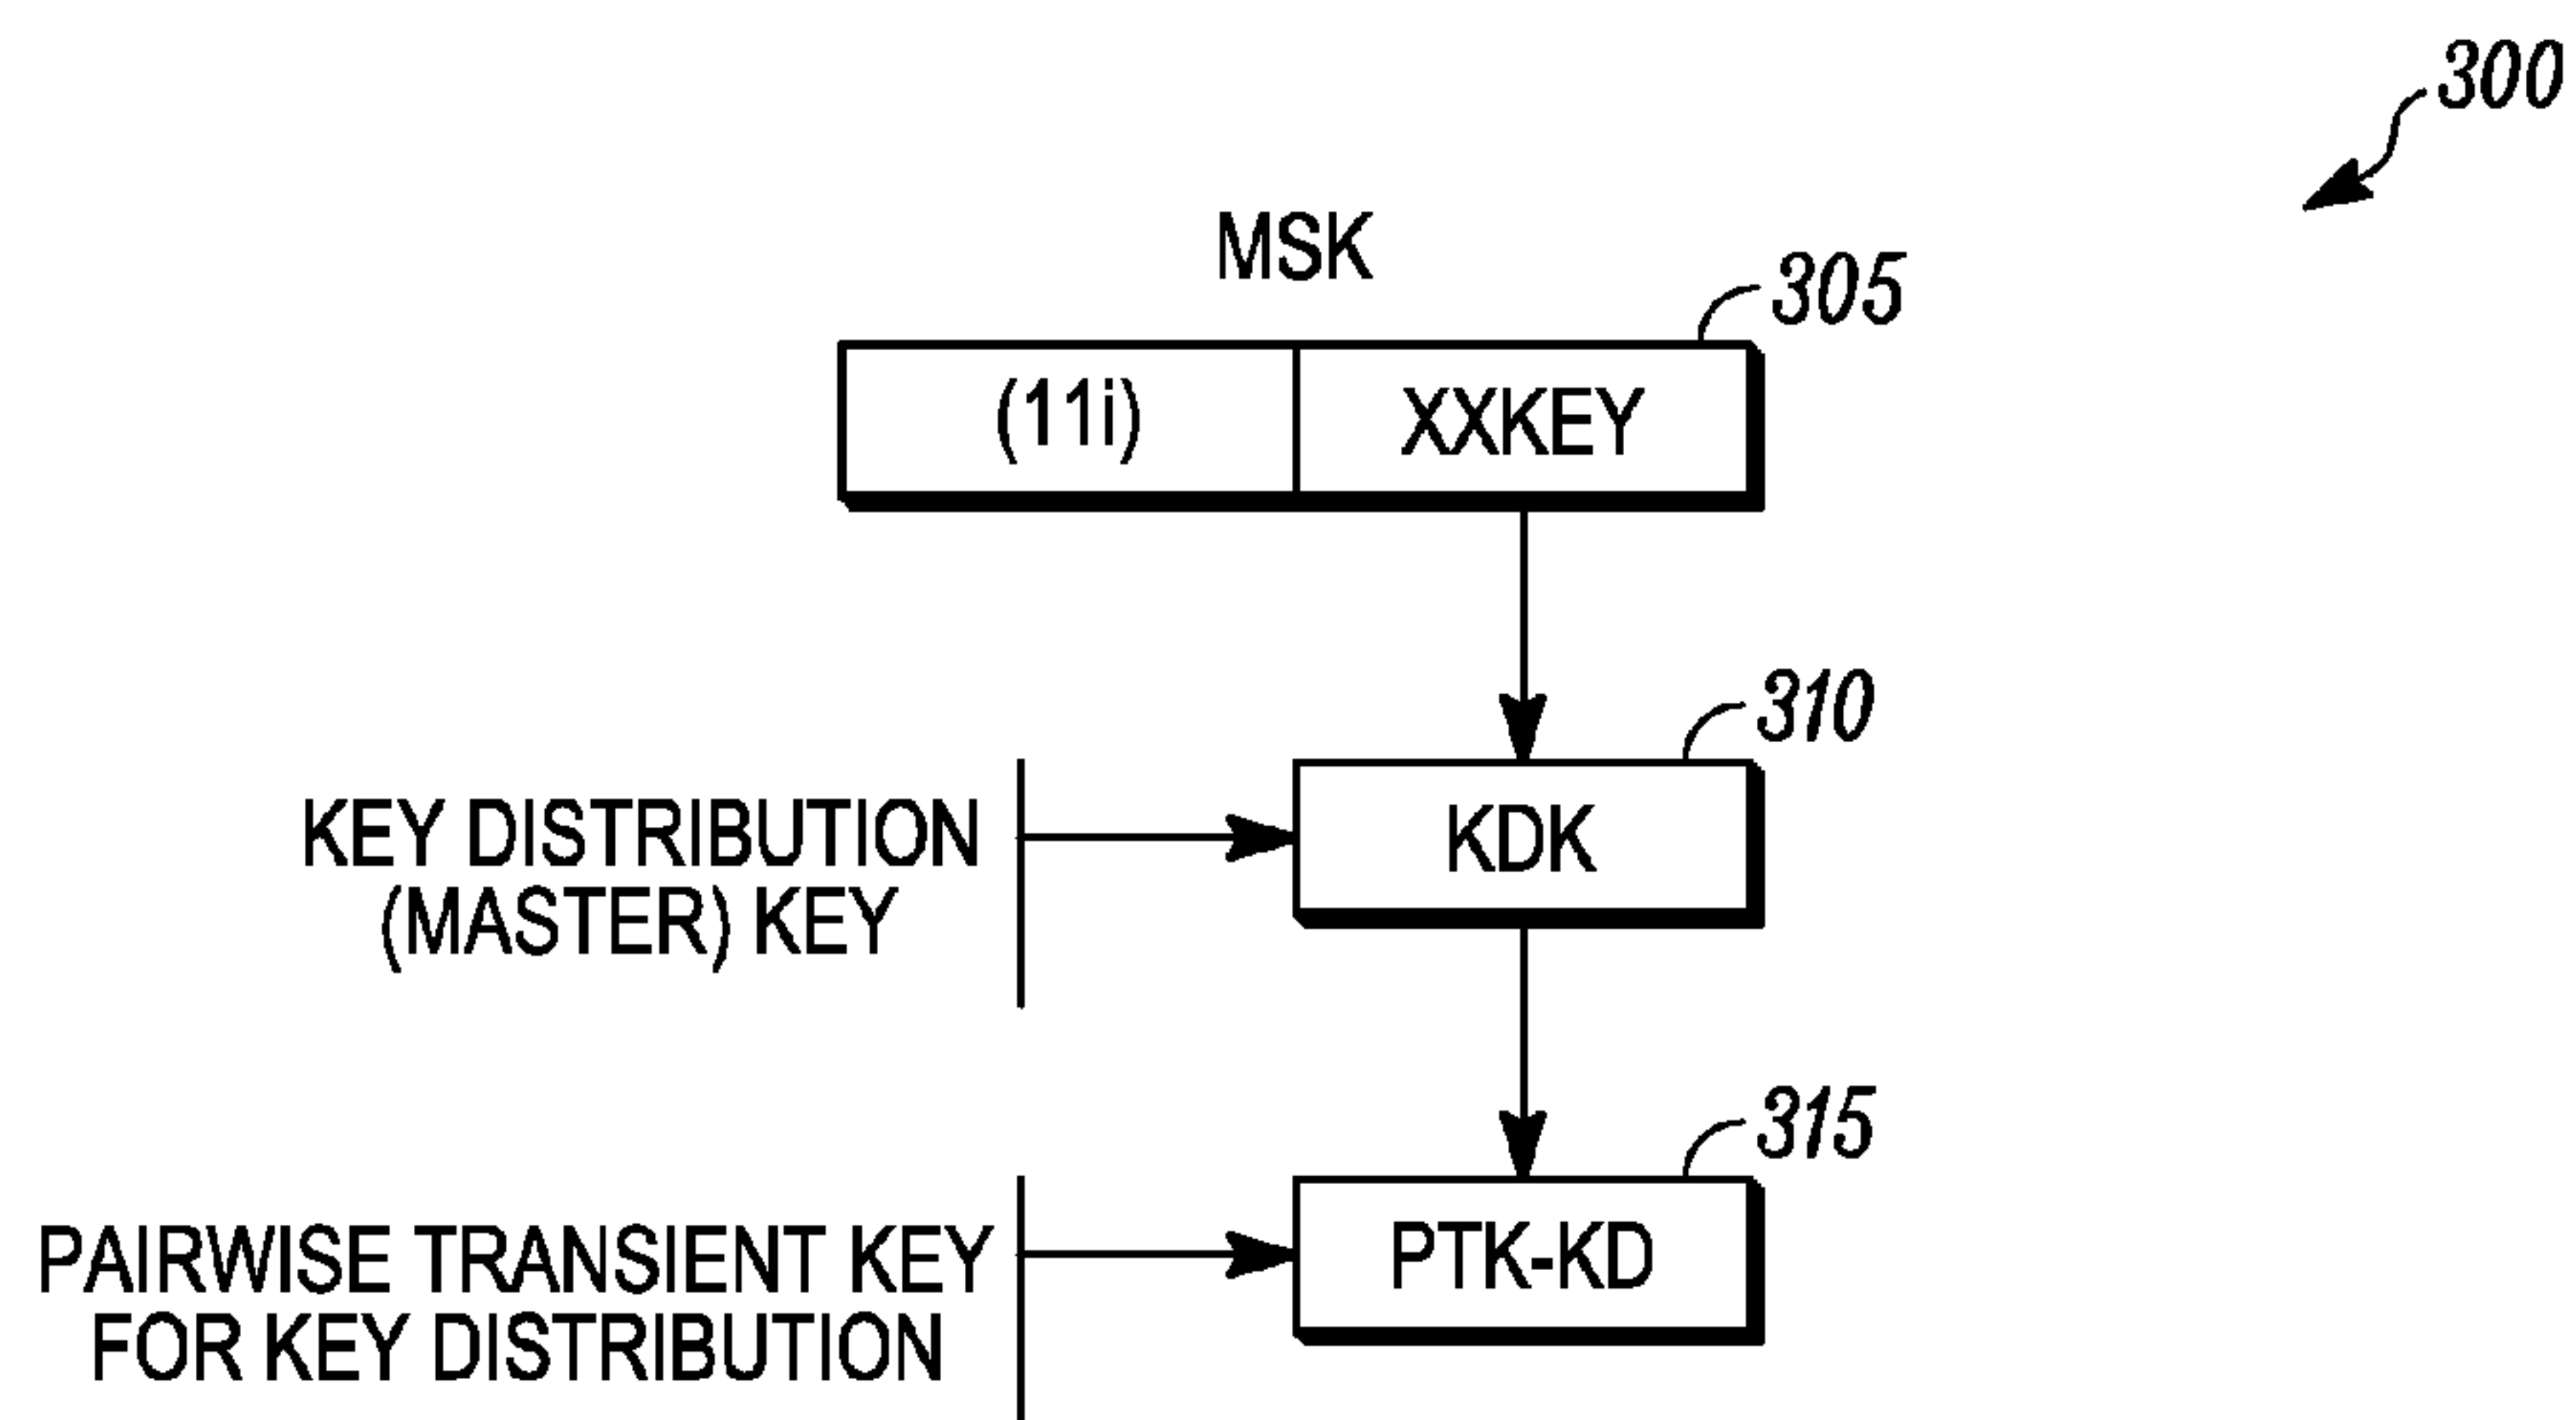 300
MSK
305
(11i) XXKEY
310
KEY DISTRIBUTION
(MASTER) KEY
KDK
315
PAIRWISE TRANSIENT KEY
FOR KEY DISTRIBUTION
PTK-KD